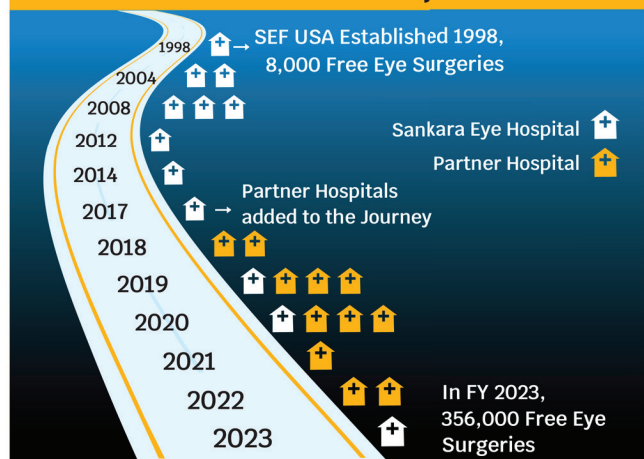 1998
SEF USA Established 1998,
8,000 Free Eye Surgeries
2004
2008
2012
Sankara Eye Hospital
Partner Hospital
2014
2017
Partner Hospitals
added to the Journey
2018
2019
2020
2021
2022
2023
In FY 2023,
356,000 Free Eye
Surgeries